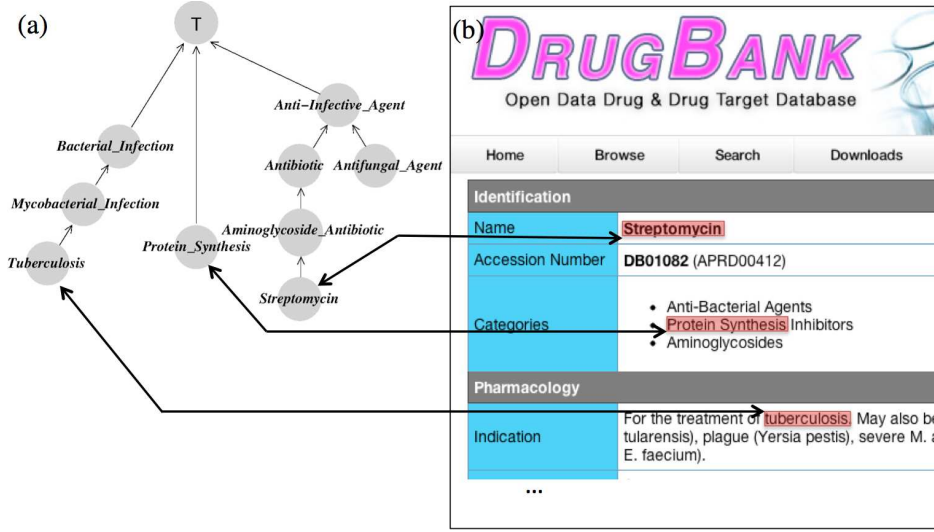 (a)
T
Anti-Infective_Agent
Bacterial_Infection
Antibiotic
Antifungal_Agent
Mycobacterial_Infection
Aminoglycoside_Antibiotic
Protein_Synthesis
Tuberculosis
Streptomycin
(b)
DRUGBANK
Open Data Drug & Drug Target Database
Home Browse Search Downloads
Identification
Name Streptomycin
Accession Number DB01082 (APRD00412)
• Anti-Bacterial Agents
Categories • Protein Synthesis Inhibitors
• Aminoglycosides
Pharmacology
For the treatment of tuberculosis. May also be
Indication tularensis), plague (Yersia pestis), severe M. a
E. faecium).
...